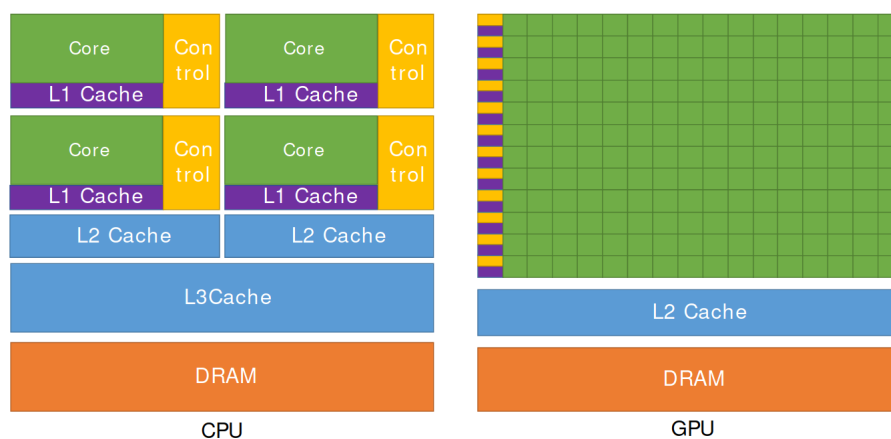 Core
Con
trol
L1 Cache
Core
Con
trol
L1 Cache
Core
Con
trol
L1 Cache
Core
Con
trol
L1 Cache
L2 Cache
L2 Cache
L3Cache
DRAM
CPU
L2 Cache
DRAM
GPU